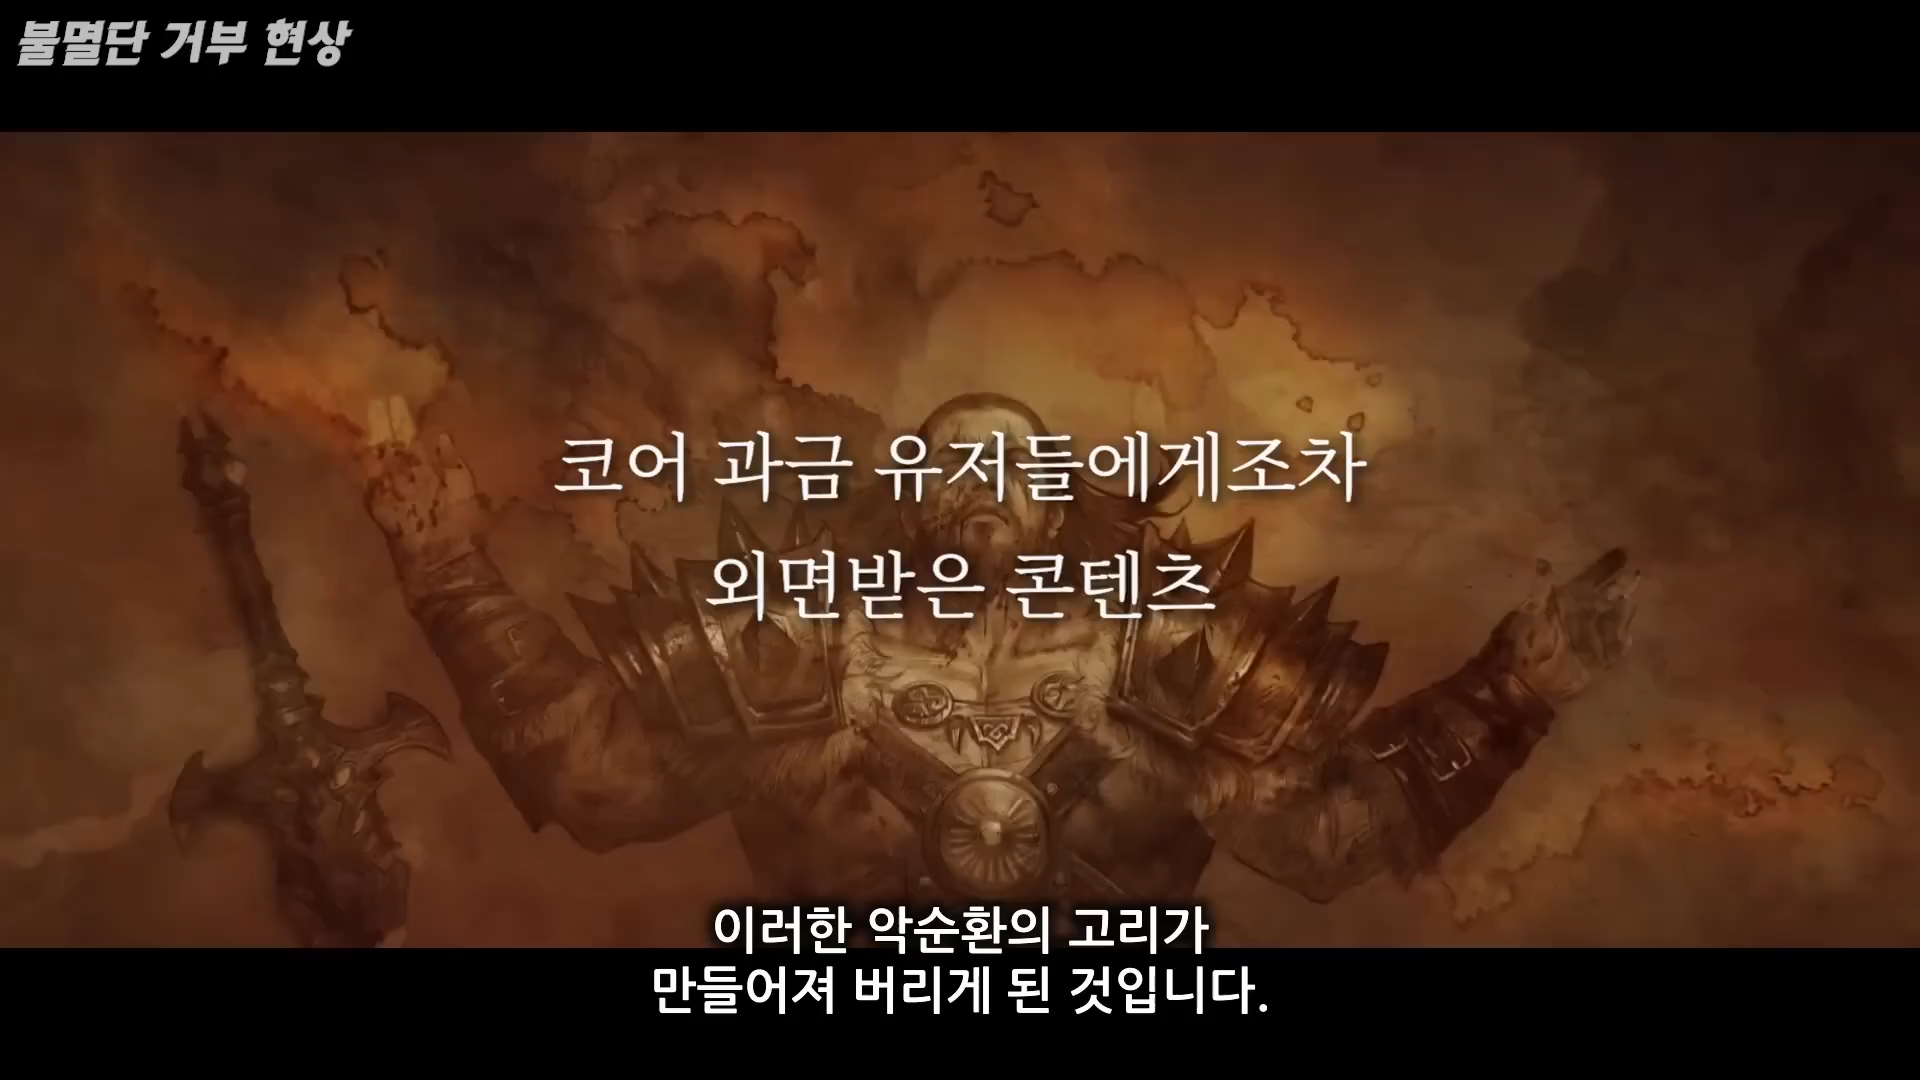 불멸단 거부 현상
코어 과금 유저들에게조차
외면받은 콘텐츠
이러한 악순환의 고리가
만들어져 버리게 된 것입니다.